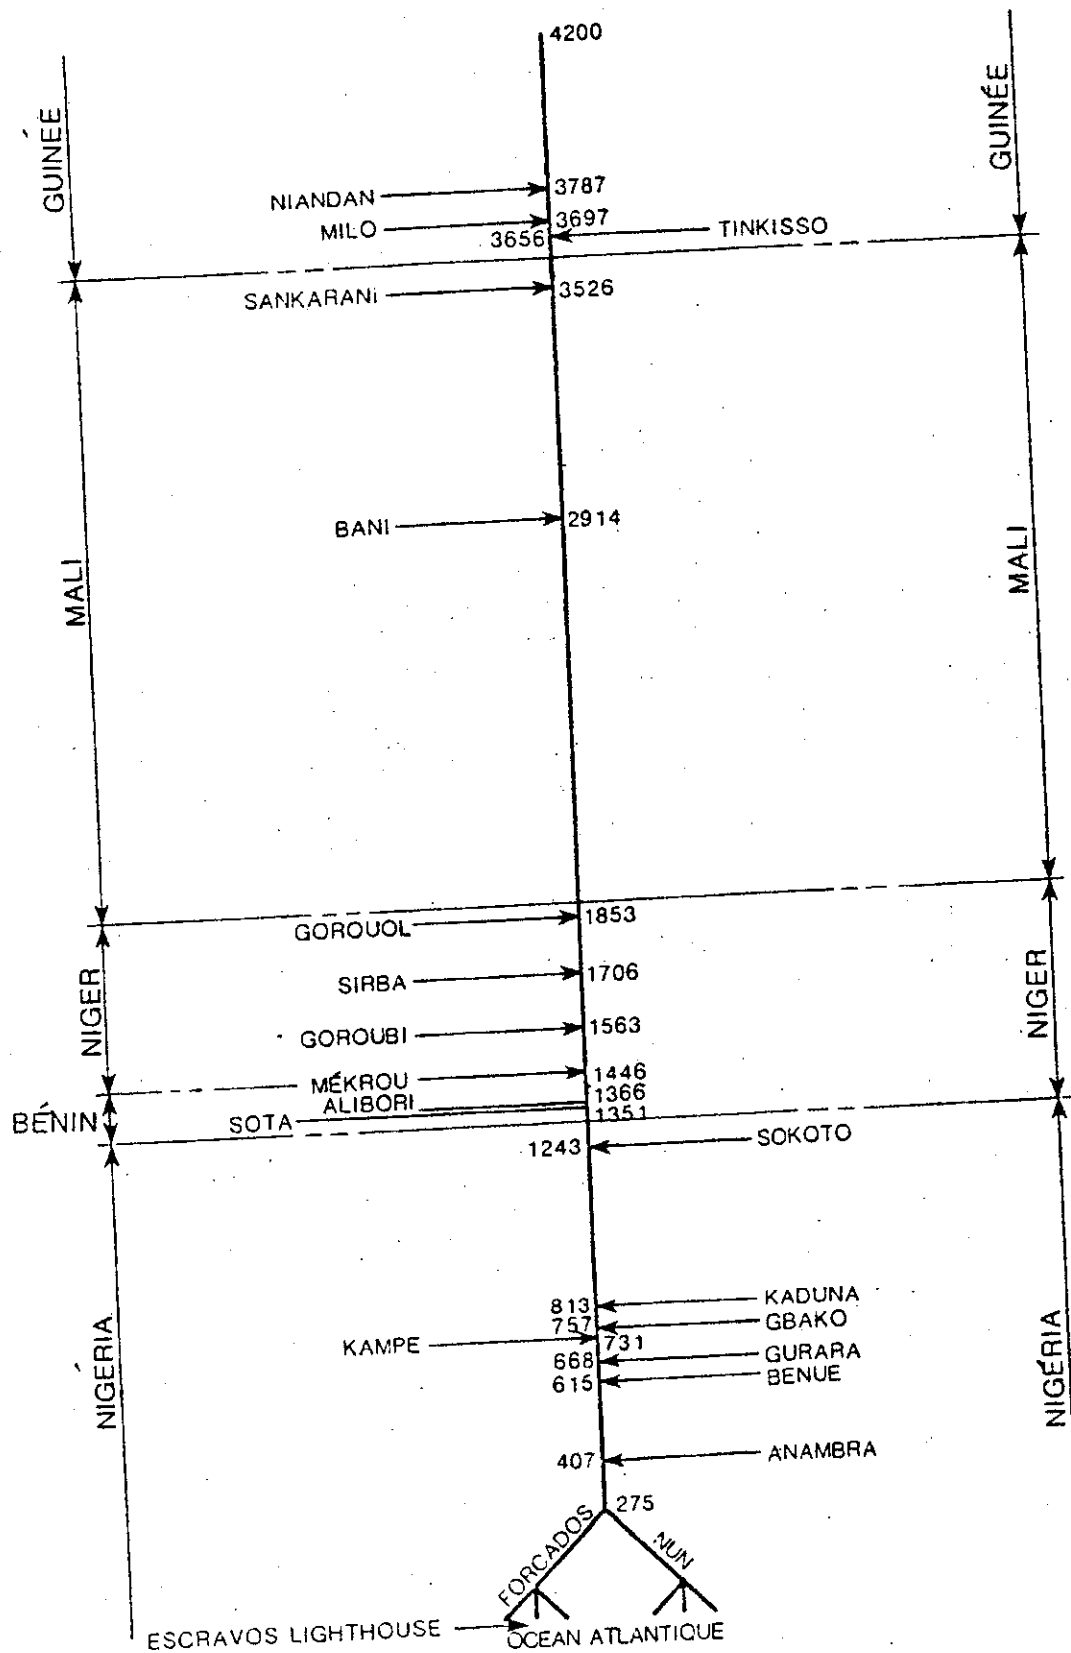 4200
GUINÉE
GUINÉE
NIANDAN 3787
MILO 3697
3656 TINKISSO
SANKARANi 3526
BANI 2914
MALI
MALI
GOROUOL 1853
SIRBA 1706
NIGER
NIGER
GOROUBI 1563
MÉKROU 1446
ALIBORI 1366
BÉNIN
SOTA 1351
1243 SOKOTO
813 KADUNA
757 GBAKO
KAMPE 731
668 GURARA
615 BENUE
NIGÉRIA
NIGÉRIA
407 ANAMBRA
275
FORCADOS
NUN
ESCRAVOS LIGHTHOUSE
OCEAN ATLANTIQUE